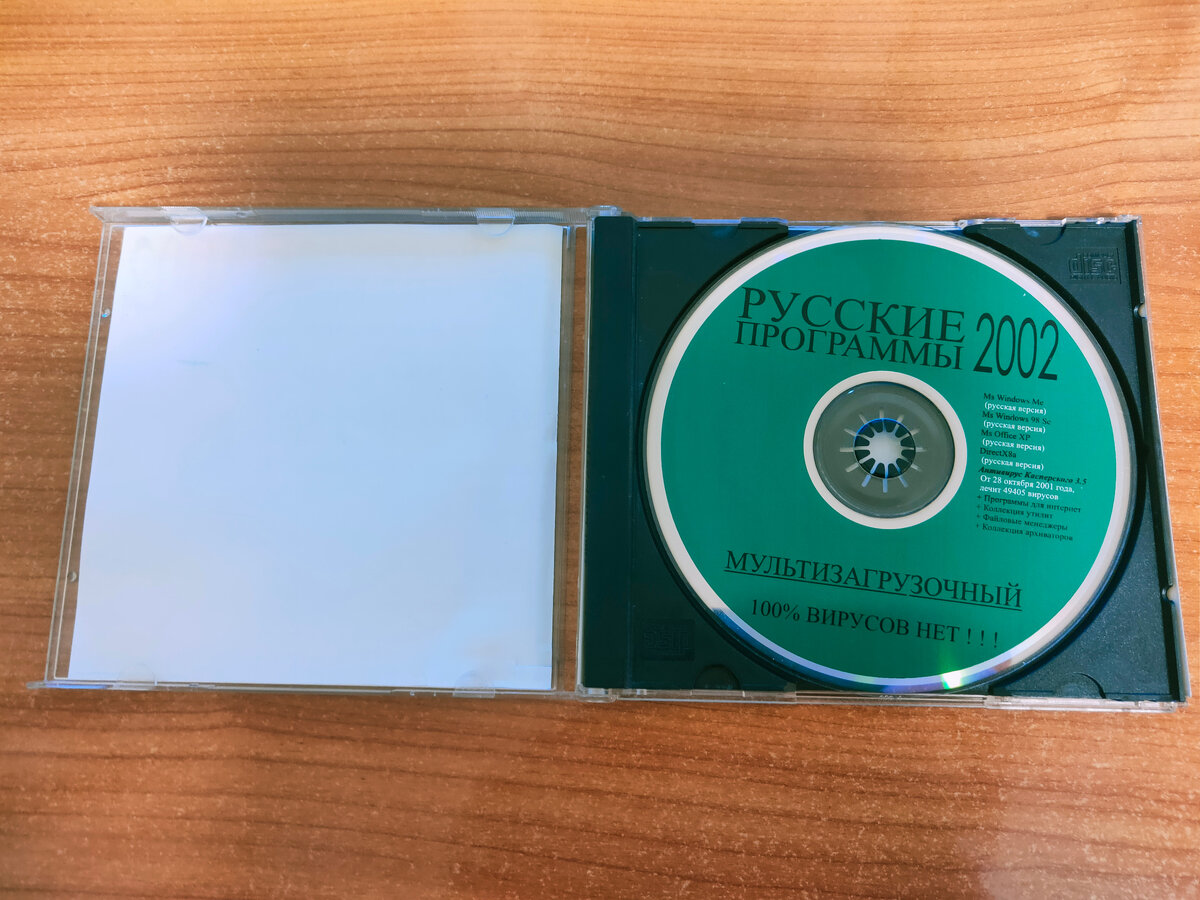 РУССКИЕ
ПРОГРАММЫ 2002
Ms Windows Me
(русская версия)
Ms Windows 98 Se
(русская версия)
Ms Office XP
(русская версия)
DirectX8a
(русская версия)
Антивирус Касперского 3.5
От 28 октября 2001 года,
лечит 49405 вирусов
+ Программы для интернет
+ Коллекция утилит
+ Файловые менеджеры
+ Коллекция архиваторов
МУЛЬТИЗАГРУЗОЧНЫЙ
100% ВИРУСОВ НЕТ ! ! !
disc